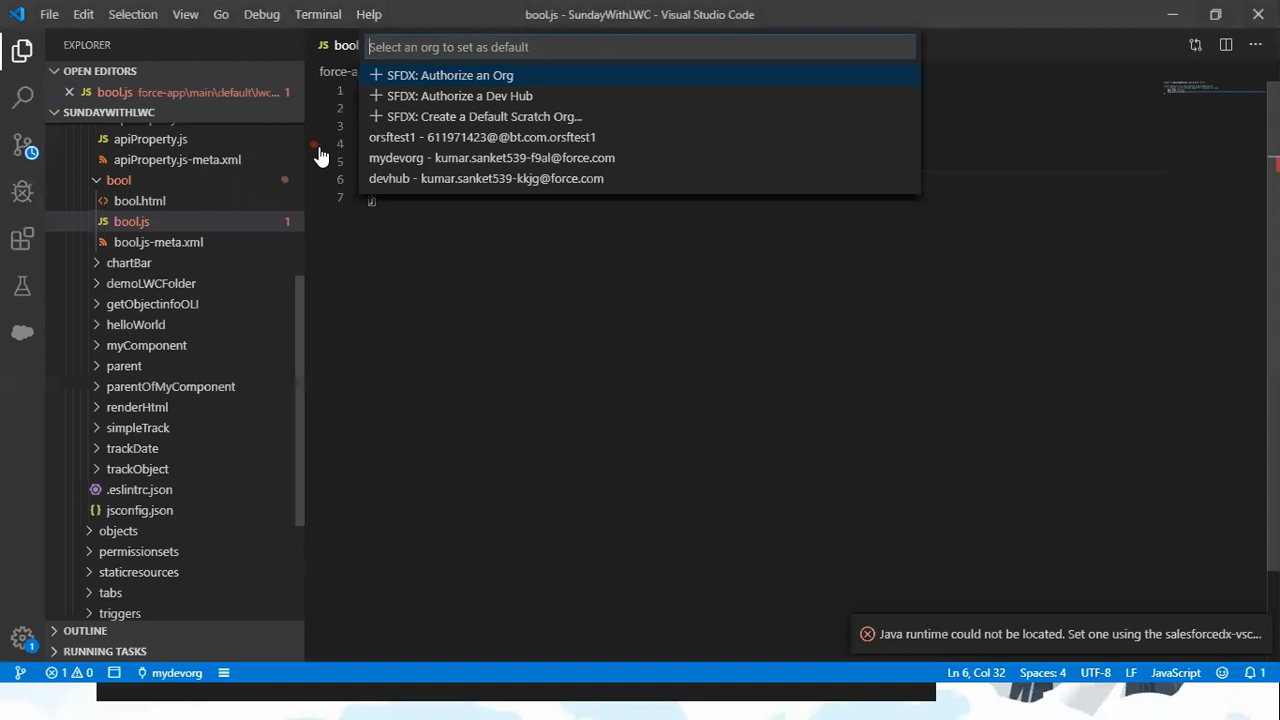 File Edit Selection View Go Debug Terminal Help
bool.js - SundayWithLWC - Visual Studio Code
EXPLORER
OPEN EDITORS
bool.js force-app\main\default\lwc... 1
SUNDAYWITHLWC
apiProperty.js
apiProperty.js-meta.xml
bool
bool.html
bool.js 1
bool.js-meta.xml
chartBar
demoLWCFolder
getObjectinfoOLI
helloWorld
myComponent
parent
parentOfMyComponent
renderHtml
simpleTrack
trackDate
trackObject
.eslintrc.json
jsconfig.json
objects
permissionsets
staticresources
tabs
triggers
OUTLINE
RUNNING TASKS
JS bool
force-a
1
2
3
4
5
6
7 }
Select an org to set as default
SFDX: Authorize an Org
SFDX: Authorize a Dev Hub
SFDX: Create a Default Scratch Org...
orsftest1 - 611971423@@bt.com.orsftest1
mydevorg - kumar.sanket539-f9al@force.com
devhub - kumar.sanket539-kkjg@force.com
Java runtime could not be located. Set one using the salesforcedx-vsc...
1 0 mydevorg Ln 6, Col 32 Spaces: 4 UTF-8 LF JavaScript 1